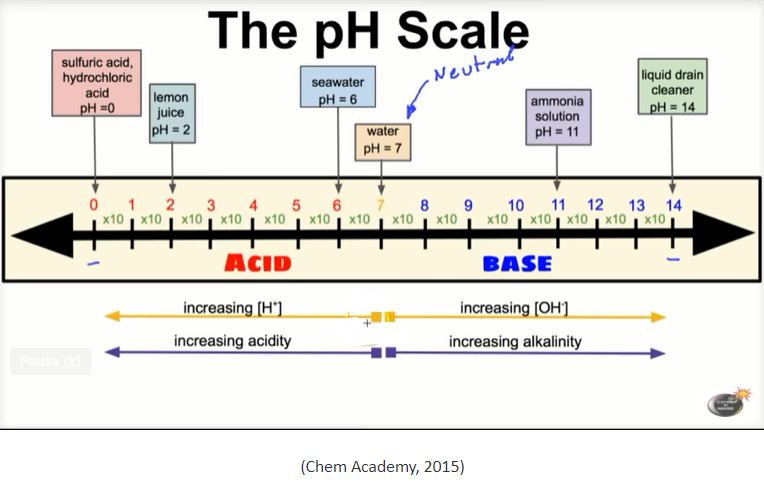 The pH Scale
Neutral
sulfuric acid,
hydrochloric
acid
pH =0
lemon
juice
pH = 2
seawater
pH = 6
water
pH = 7
ammonia
solution
pH = 11
liquid drain
cleaner
pH = 14
0 1 2 3 4 5 6 7 8 9 10 11 12 13 14
x10 x10 x10 x10 x10 x10 x10 x10 x10 x10 x10 x10 x10 x10
ACID BASE
increasing [H⁺] increasing [OH⁻]
increasing acidity increasing alkalinity
Pause (k)
(Chem Academy, 2015)